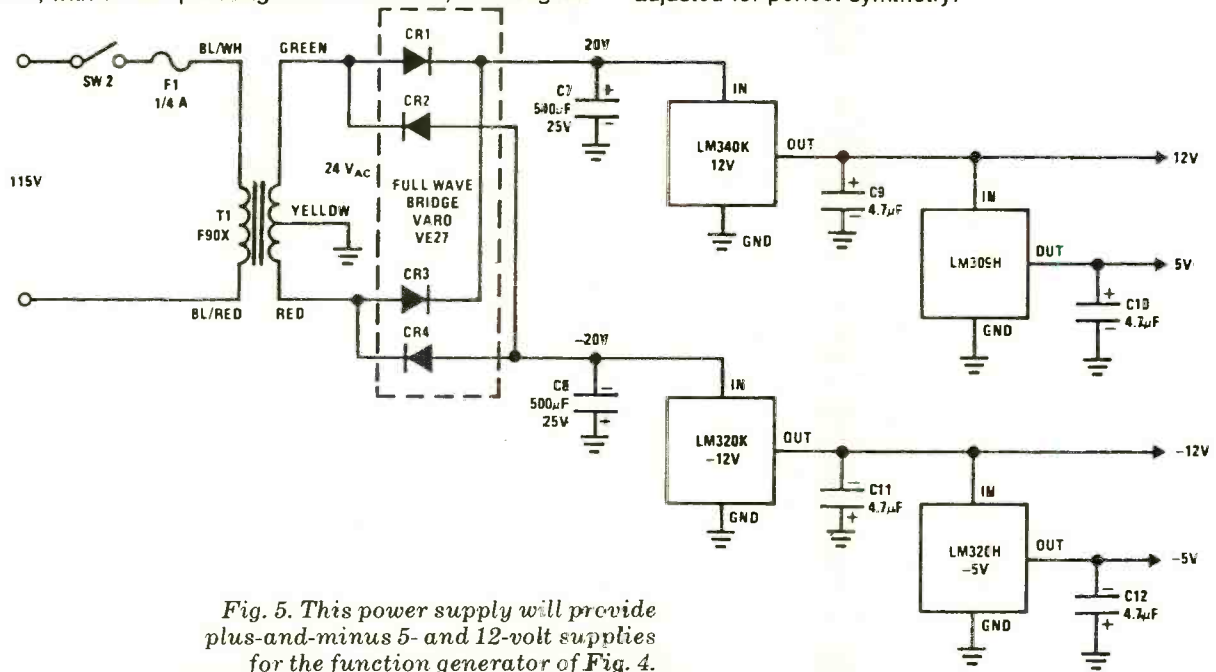 adjusted for perfect symmetry.
CR1
BL/WH
GREEN
20V
SW 2
F1
1/4 A
CR2
C7
500µF
25V
IN
LM340K
12V
OUT
12V
24 VAC
115V
FULL WAVE
BRIDGE
VARO
VE27
C9
4.7µF
IN
T1
F90X
YELLOW
GND
LM309H
OUT
5V
CR3
C10
4.7µF
BL/RED
RED
GND
CR4
-20V
C8
500µF
25V
IN
LM320K
-12V
OUT
-12V
C11
4.7µF
IN
GND
LM320H
-5V
OUT
-5V
C12
4.7µF
GND
Fig. 5. This power supply will provide
plus-and-minus 5- and 12-volt supplies
for the function generator of Fig. 4.